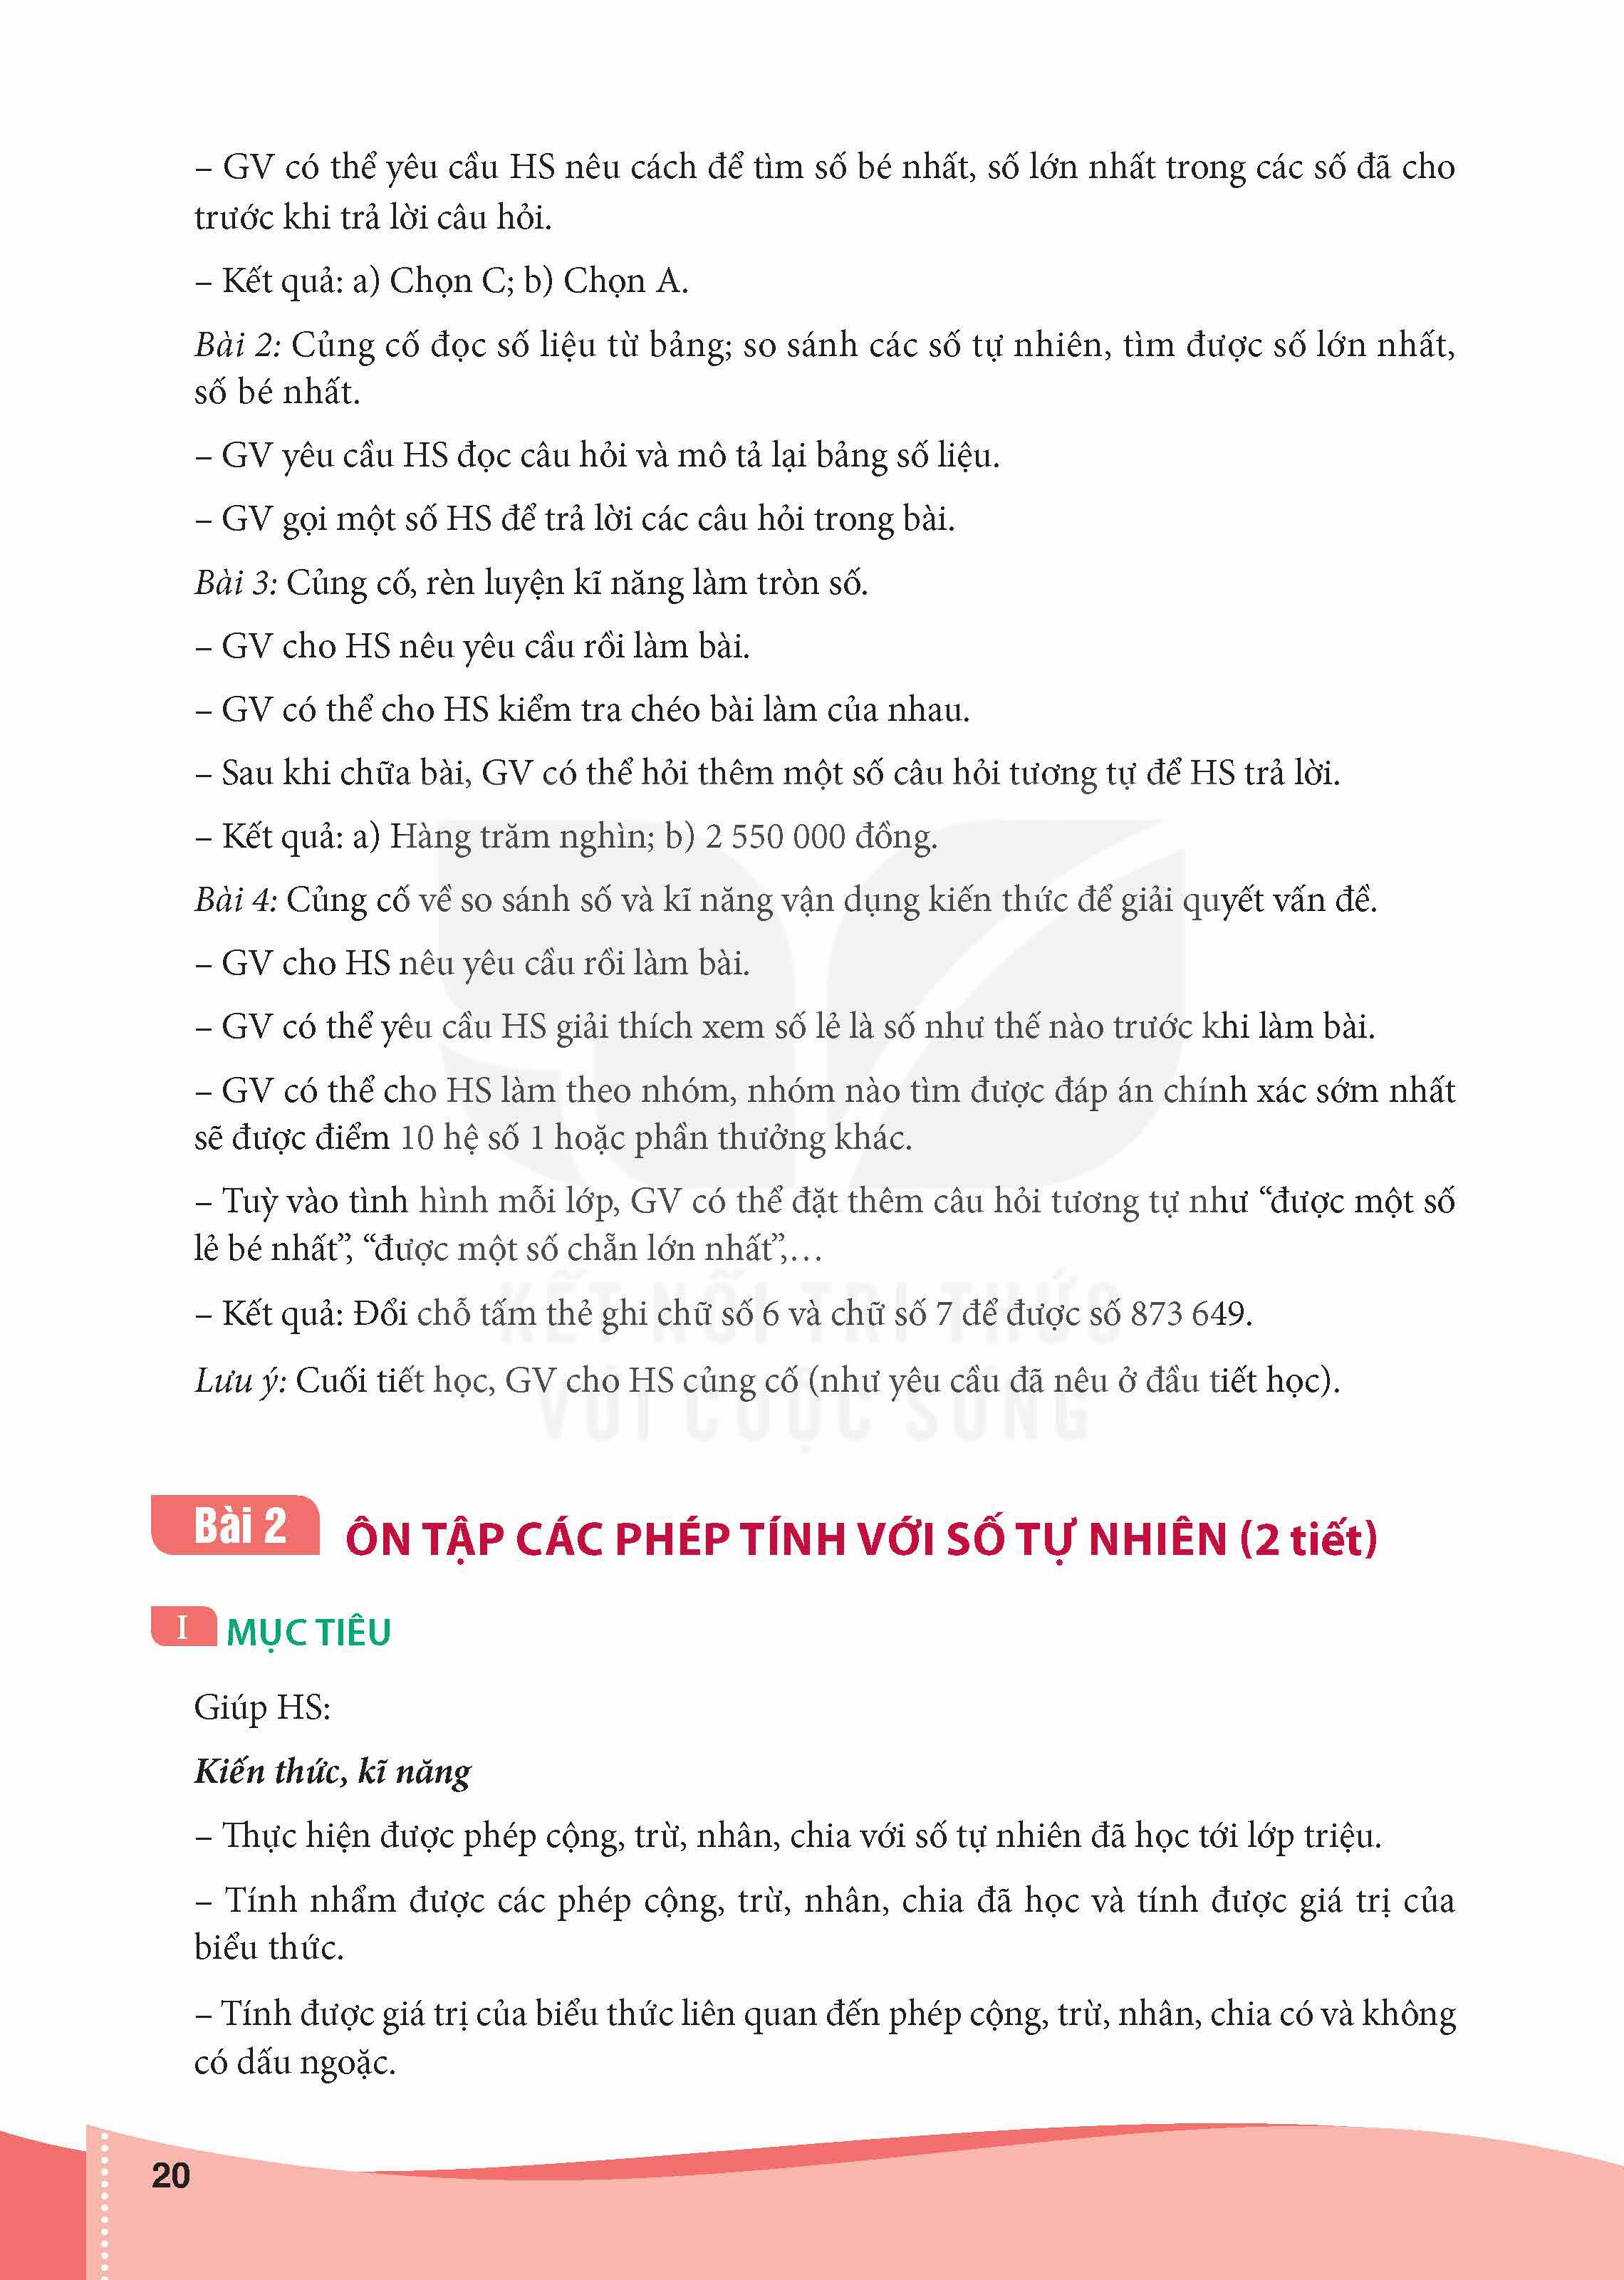 – GV có thể yêu cầu HS nêu cách để tìm số bé nhất, số lớn nhất trong các số đã cho
trước khi trả lời câu hỏi.
– Kết quả: a) Chọn C; b) Chọn A.
Bài 2: Củng cố đọc số liệu từ bảng; so sánh các số tự nhiên, tìm được số lớn nhất,
số bé nhất.
– GV yêu cầu HS đọc câu hỏi và mô tả lại bảng số liệu.
– GV gọi một số HS để trả lời các câu hỏi trong bài.
Bài 3: Củng cố, rèn luyện kĩ năng làm tròn số.
– GV cho HS nêu yêu cầu rồi làm bài.
– GV có thể cho HS kiểm tra chéo bài làm của nhau.
– Sau khi chữa bài, GV có thể hỏi thêm một số câu hỏi tương tự để HS trả lời.
– Kết quả: a) Hàng trăm nghìn; b) 2 550 000 đồng.
Bài 4: Củng cố về so sánh số và kĩ năng vận dụng kiến thức để giải quyết vấn đề.
– GV cho HS nêu yêu cầu rồi làm bài.
– GV có thể yêu cầu HS giải thích xem số lẻ là số như thế nào trước khi làm bài.
– GV có thể cho HS làm theo nhóm, nhóm nào tìm được đáp án chính xác sớm nhất
sẽ được điểm 10 hệ số 1 hoặc phần thưởng khác.
– Tuỳ vào tình hình mỗi lớp, GV có thể đặt thêm câu hỏi tương tự như “được một số
lẻ bé nhất”, “được một số chẵn lớn nhất”,…
– Kết quả: Đổi chỗ tấm thẻ ghi chữ số 6 và chữ số 7 để được số 873 649.
KẾT NỐI TRI THỨC
Lưu ý: Cuối tiết học, GV cho HS củng cố (như yêu cầu đã nêu ở đầu tiết học).
VỚI CUỘC SỐNG
Bài 2 ÔN TẬP CÁC PHÉP TÍNH VỚI SỐ TỰ NHIÊN (2 tiết)
I MỤC TIÊU
Giúp HS:
Kiến thức, kĩ năng
– Thực hiện được phép cộng, trừ, nhân, chia với số tự nhiên đã học tới lớp triệu.
– Tính nhẩm được các phép cộng, trừ, nhân, chia đã học và tính được giá trị của
biểu thức.
– Tính được giá trị của biểu thức liên quan đến phép cộng, trừ, nhân, chia có và không
có dấu ngoặc.
20